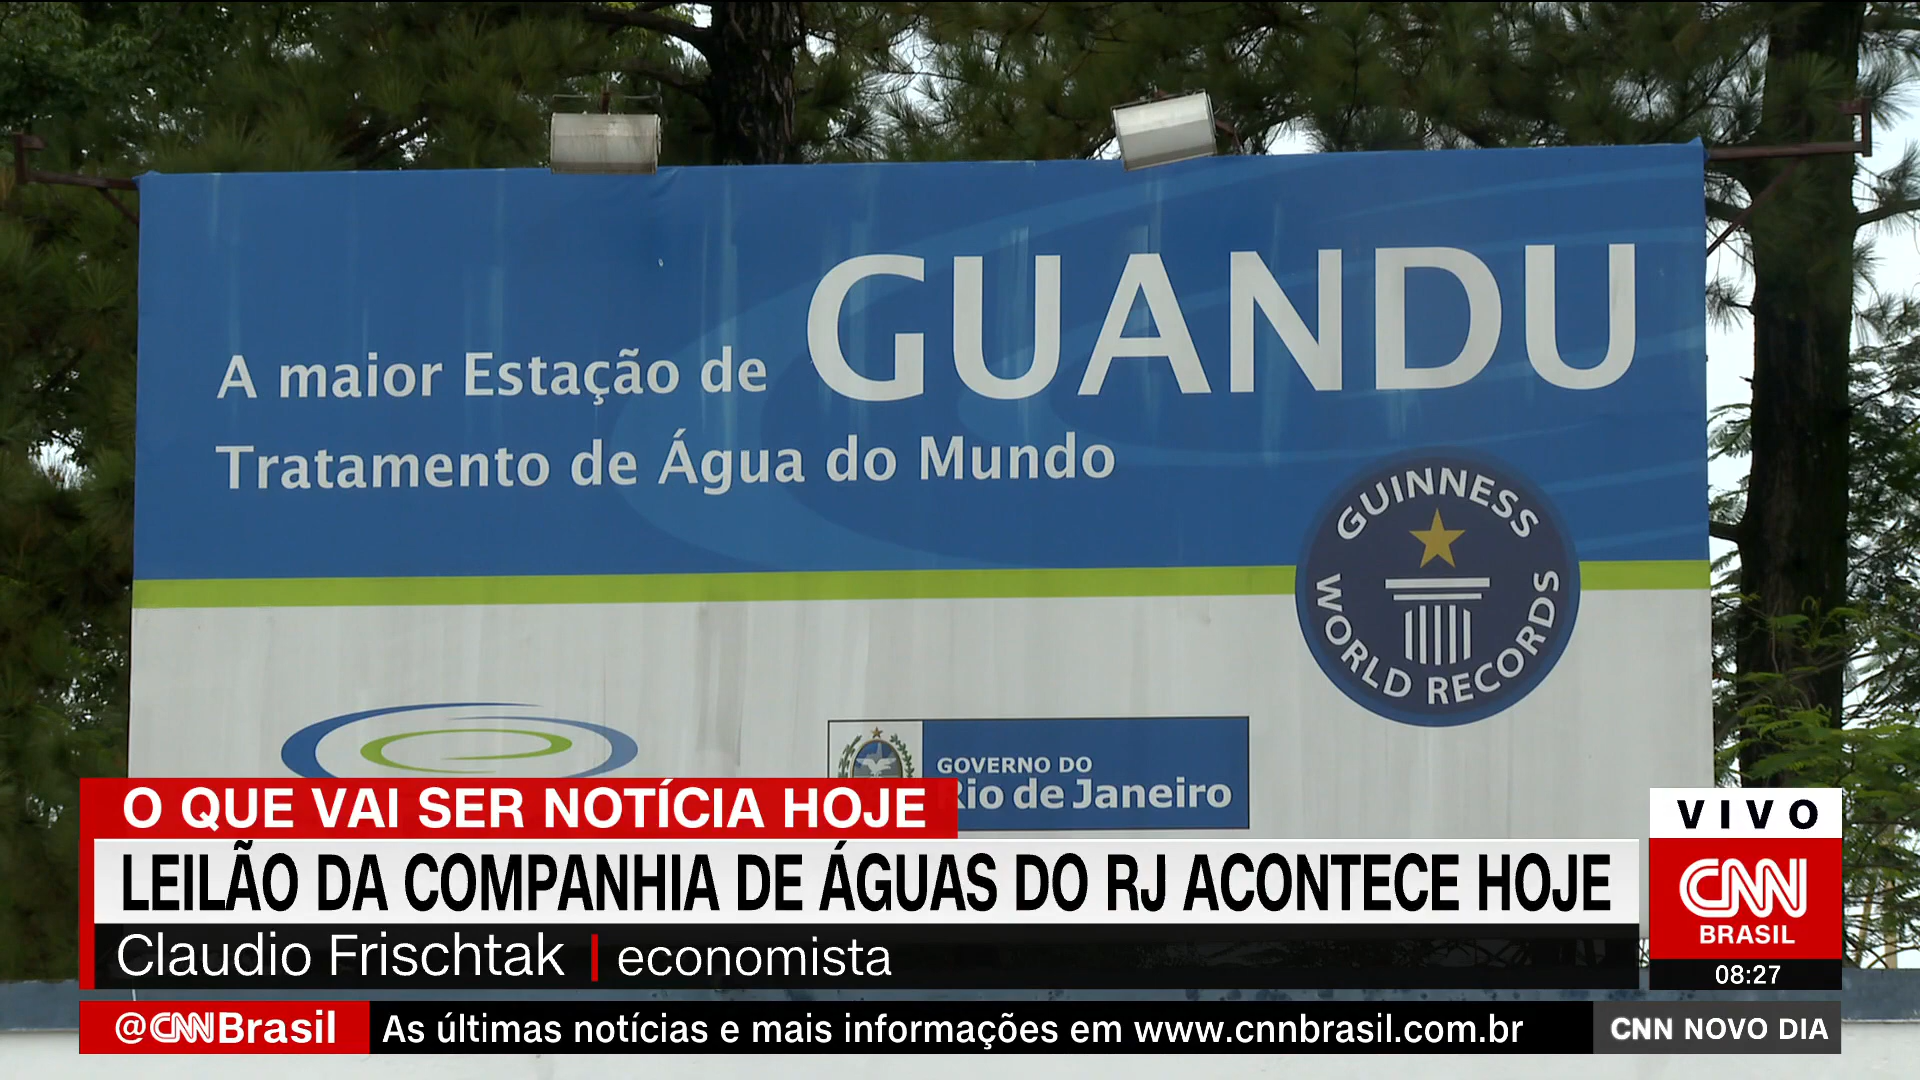 GUANDU
A maior Estação de
Tratamento de Água do Mundo
GUINNESS
WORLD RECORDS
GOVERNO DO
Rio de Janeiro
O QUE VAI SER NOTÍCIA HOJE
LEILÃO DA COMPANHIA DE ÁGUAS DO RJ ACONTECE HOJE
Claudio Frischtak | economista
VIVO
CNN
BRASIL
08:27
@CNNBrasil As últimas notícias e mais informações em www.cnnbrasil.com.br
CNN NOVO DIA